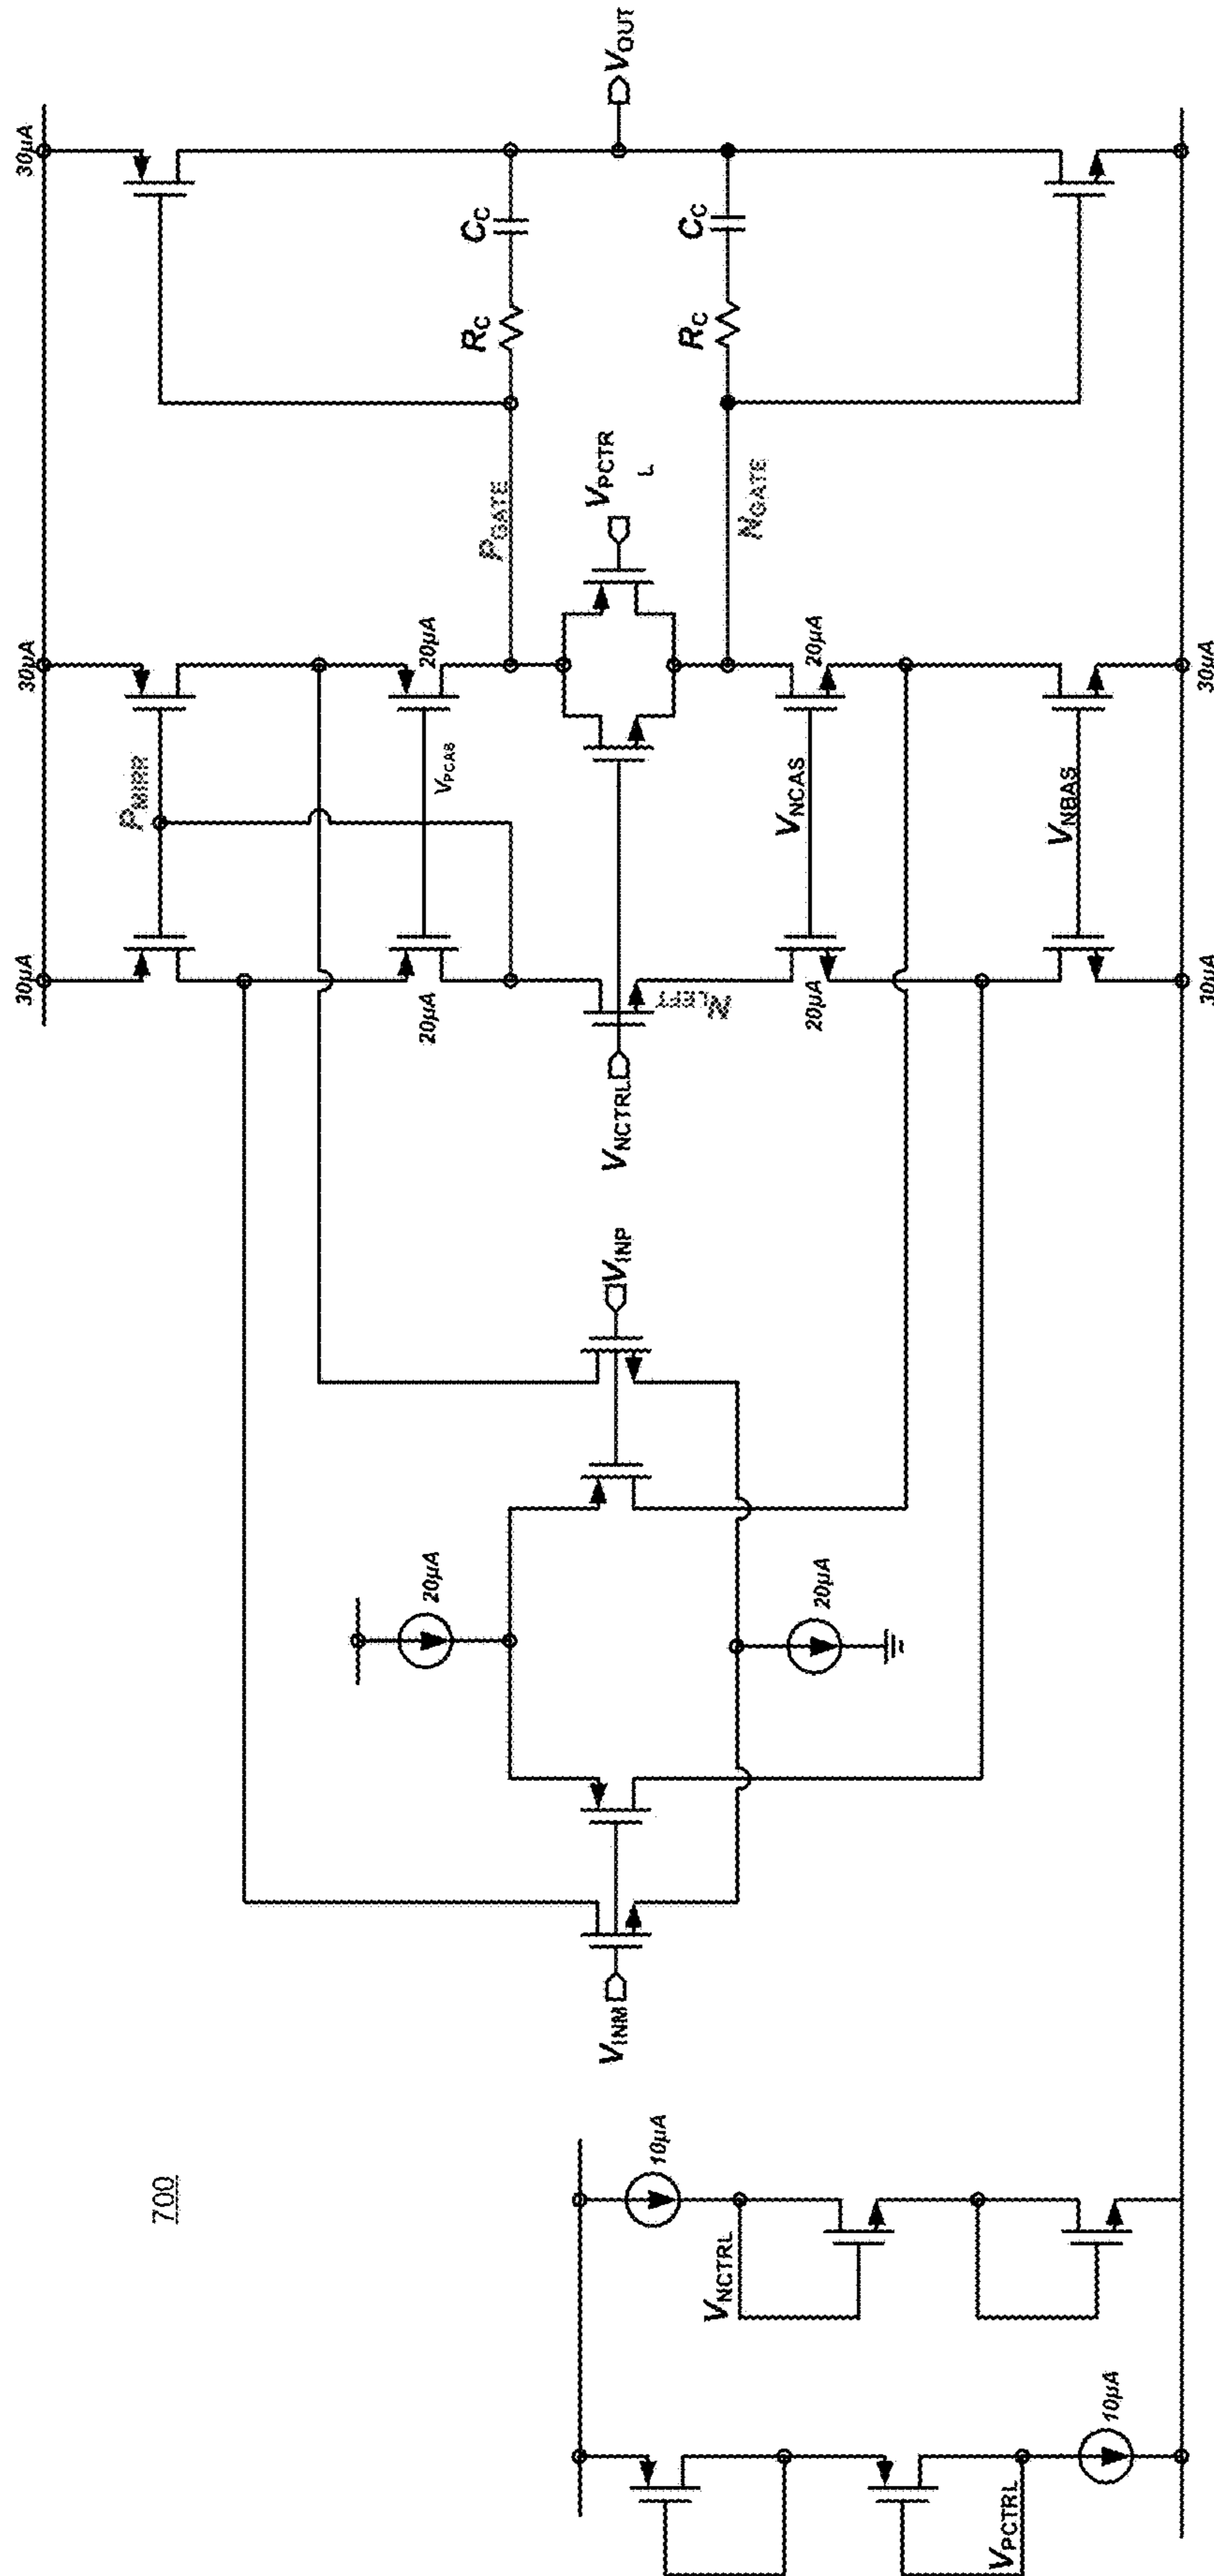 700
V_PCTRL
10µA
V_NCTRL
10µA
V_INM
20µA
20µA
V_INP
V_NCTRL
30µA
30µA
30µA
P_MIRR
20µA
V_PCAS
20µA
N_LEFT
20µA
V_NCAS
20µA
V_NBAS
30µA
30µA
P_GATE
V_PCTR
L
N_GATE
R_C
C_C
R_C
C_C
V_OUT